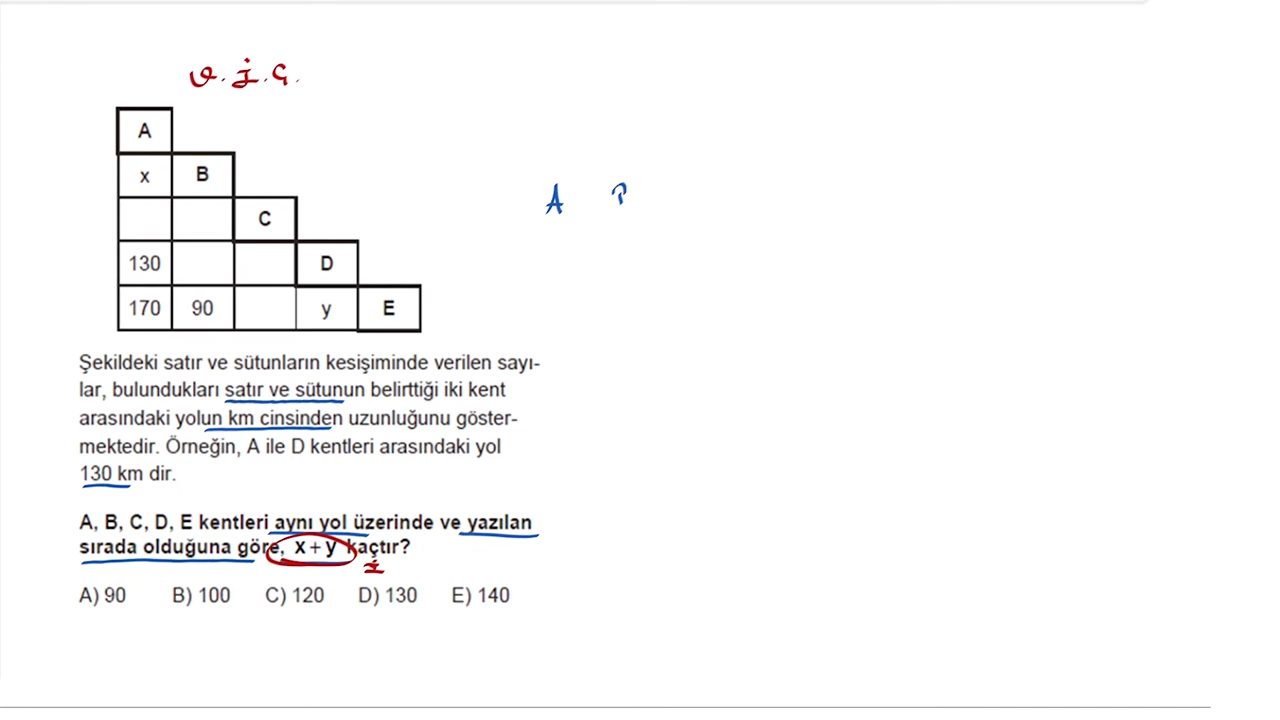 A
x B
C
130 D
170 90 y E
Şekildeki satır ve sütunların kesişiminde verilen sayı-
lar, bulundukları satır ve sütunun belirttiği iki kent
arasındaki yolun km cinsinden uzunluğunu göster-
mektedir. Örneğin, A ile D kentleri arasındaki yol
130 km dir.
A, B, C, D, E kentleri aynı yol üzerinde ve yazılan
sırada olduğuna göre, x + y kaçtır?
A) 90 B) 100 C) 120 D) 130 E) 140
A